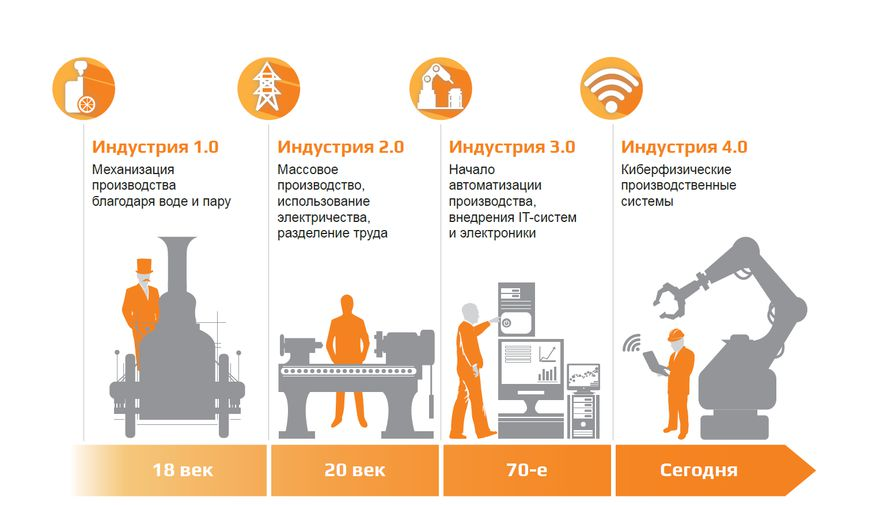 Индустрия 1.0
Механизация
производства
благодаря воде и пару
Индустрия 2.0
Массовое
производство,
использование
электричества,
разделение труда
Индустрия 3.0
Начало
автоматизации
производства,
внедрения IT-систем
и электроники
Индустрия 4.0
Киберфизические
производственные
системы
18 век
20 век
70-е
Сегодня